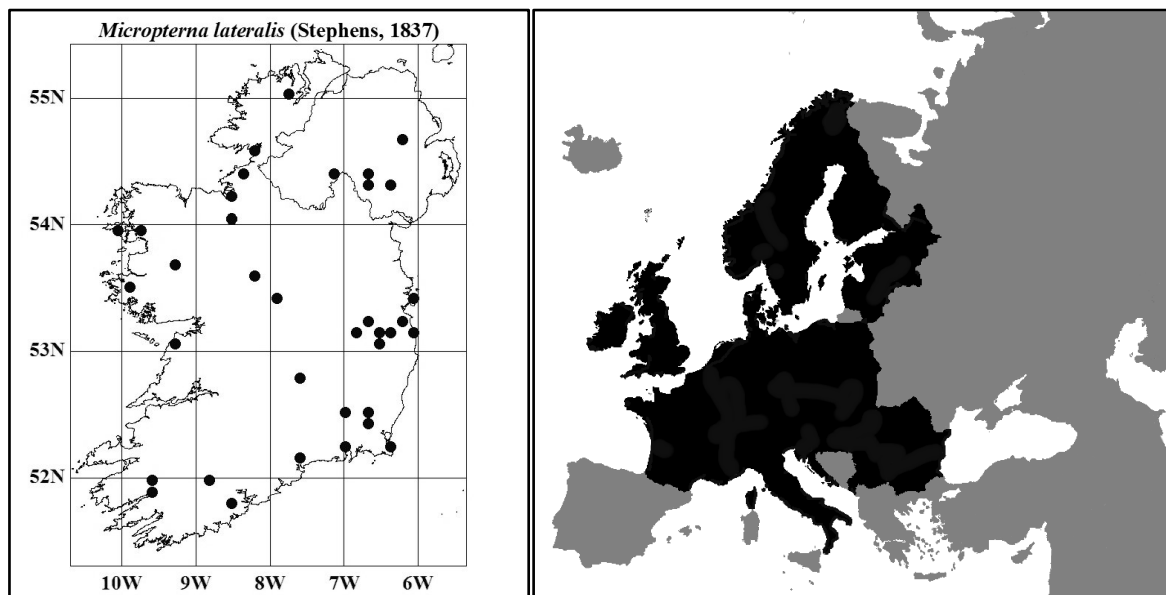 Micropterna lateralis (Stephens, 1837)
55N
54N
53N
52N
10W 9W 8W 7W 6W